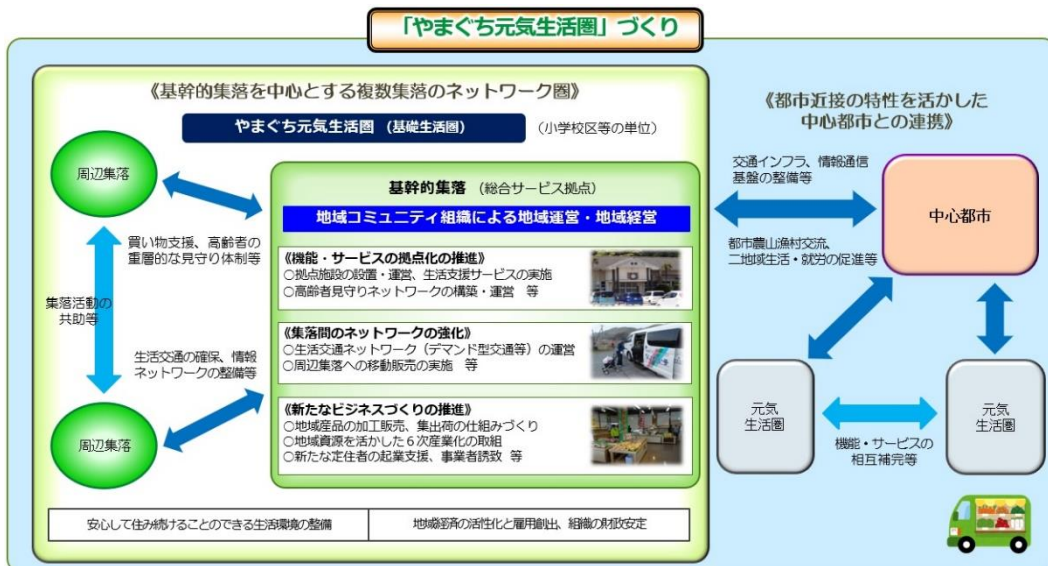 「やまぐち元気生活圏」づくり
《基幹的集落を中心とする複数集落のネットワーク圏》
やまぐち元気生活圏 (基礎生活圏)
(小学校区等の単位)
周辺集落
買い物支援、高齢者の
重層的な見守り体制等
集落活動の
共助等
生活交通の確保、情報
ネットワークの整備等
周辺集落
基幹的集落 (総合サービス拠点)
地域コミュニティ組織による地域運営・地域経営
《機能・サービスの拠点化の推進》
○拠点施設の設置・運営、生活支援サービスの実施
○高齢者見守りネットワークの構築・運営 等
《集落間のネットワークの強化》
○生活交通ネットワーク(デマンド型交通等)の運営
○周辺集落への移動販売の実施 等
《新たなビジネスづくりの推進》
○地域産品の加工販売、集出荷の仕組みづくり
○地域資源を活かした6次産業化の取組
○新たな定住者の起業支援、事業者誘致 等
安心して住み続けることのできる生活環境の整備
地域経済の活性化と雇用創出、組織の財政安定
《都市近接の特性を活かした
中心都市との連携》
交通インフラ、情報通信
基盤の整備等
都市農山漁村交流、
二地域生活・就労の促進等
中心都市
元気
生活圏
機能・サービスの
相互補完等
元気
生活圏